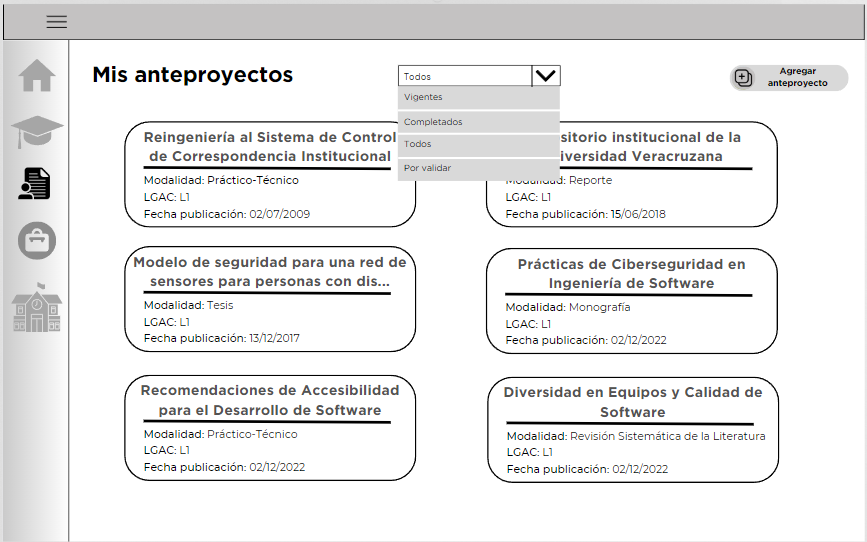 Mis anteproyectos
Todos
Agregar
anteproyecto
Vigentes
Completados
Todos
Por validar
Reingeniería al Sistema de Control
de Correspondencia Institucional
Modalidad: Práctico-Técnico
LGAC: L1
Fecha publicación: 02/07/2009
sitorio institucional de la
iversidad Veracruzana
Modalidad: Reporte
LGAC: L1
Fecha publicación: 15/06/2018
Modelo de seguridad para una red de
sensores para personas con dis...
Modalidad: Tesis
LGAC: L1
Fecha publicación: 13/12/2017
Prácticas de Ciberseguridad en
Ingeniería de Software
Modalidad: Monografía
LGAC: L1
Fecha publicación: 02/12/2022
Recomendaciones de Accesibilidad
para el Desarrollo de Software
Modalidad: Práctico-Técnico
LGAC: L1
Fecha publicación: 02/12/2022
Diversidad en Equipos y Calidad de
Software
Modalidad: Revisión Sistemática de la Literatura
LGAC: L1
Fecha publicación: 02/12/2022